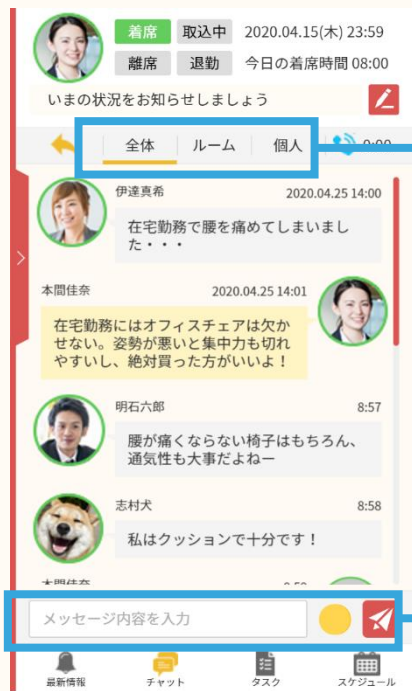 着席 取込中 2020.04.15(木) 23:59
離席 退勤 今日の着席時間 08:00
いまの状況をお知らせしましょう
全体 ルーム 個人
伊達真希 2020.04.25 14:00
在宅勤務で腰を痛めてしまいまし
た・・・
本間佳奈 2020.04.25 14:01
在宅勤務にはオフィスチェアは欠か
せない。姿勢が悪いと集中力も切れ
やすいし、絶対買った方がいいよ！
明石六郎 8:57
腰が痛くならない椅子はもちろん、
通気性も大事だよねー
志村犬 8:58
私はクッションで十分です！
本間佳奈
メッセージ内容を入力
最新情報 チャット タスク スケジュール